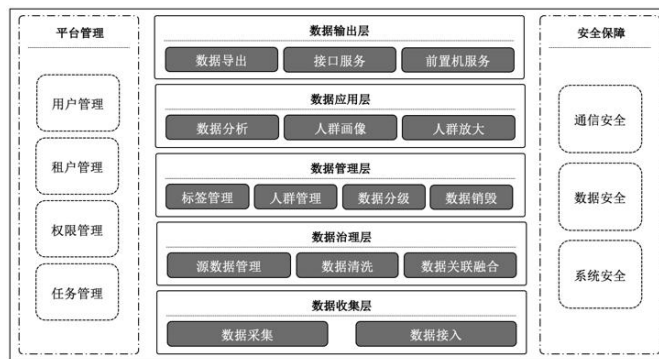 平台管理
用户管理
租户管理
权限管理
任务管理
数据输出层
数据导出
接口服务
前置机服务
数据应用层
数据分析
人群画像
人群放大
数据管理层
标签管理
人群管理
数据分级
数据销毁
数据治理层
源数据管理
数据清洗
数据关联融合
数据收集层
数据采集
数据接入
安全保障
通信安全
数据安全
系统安全